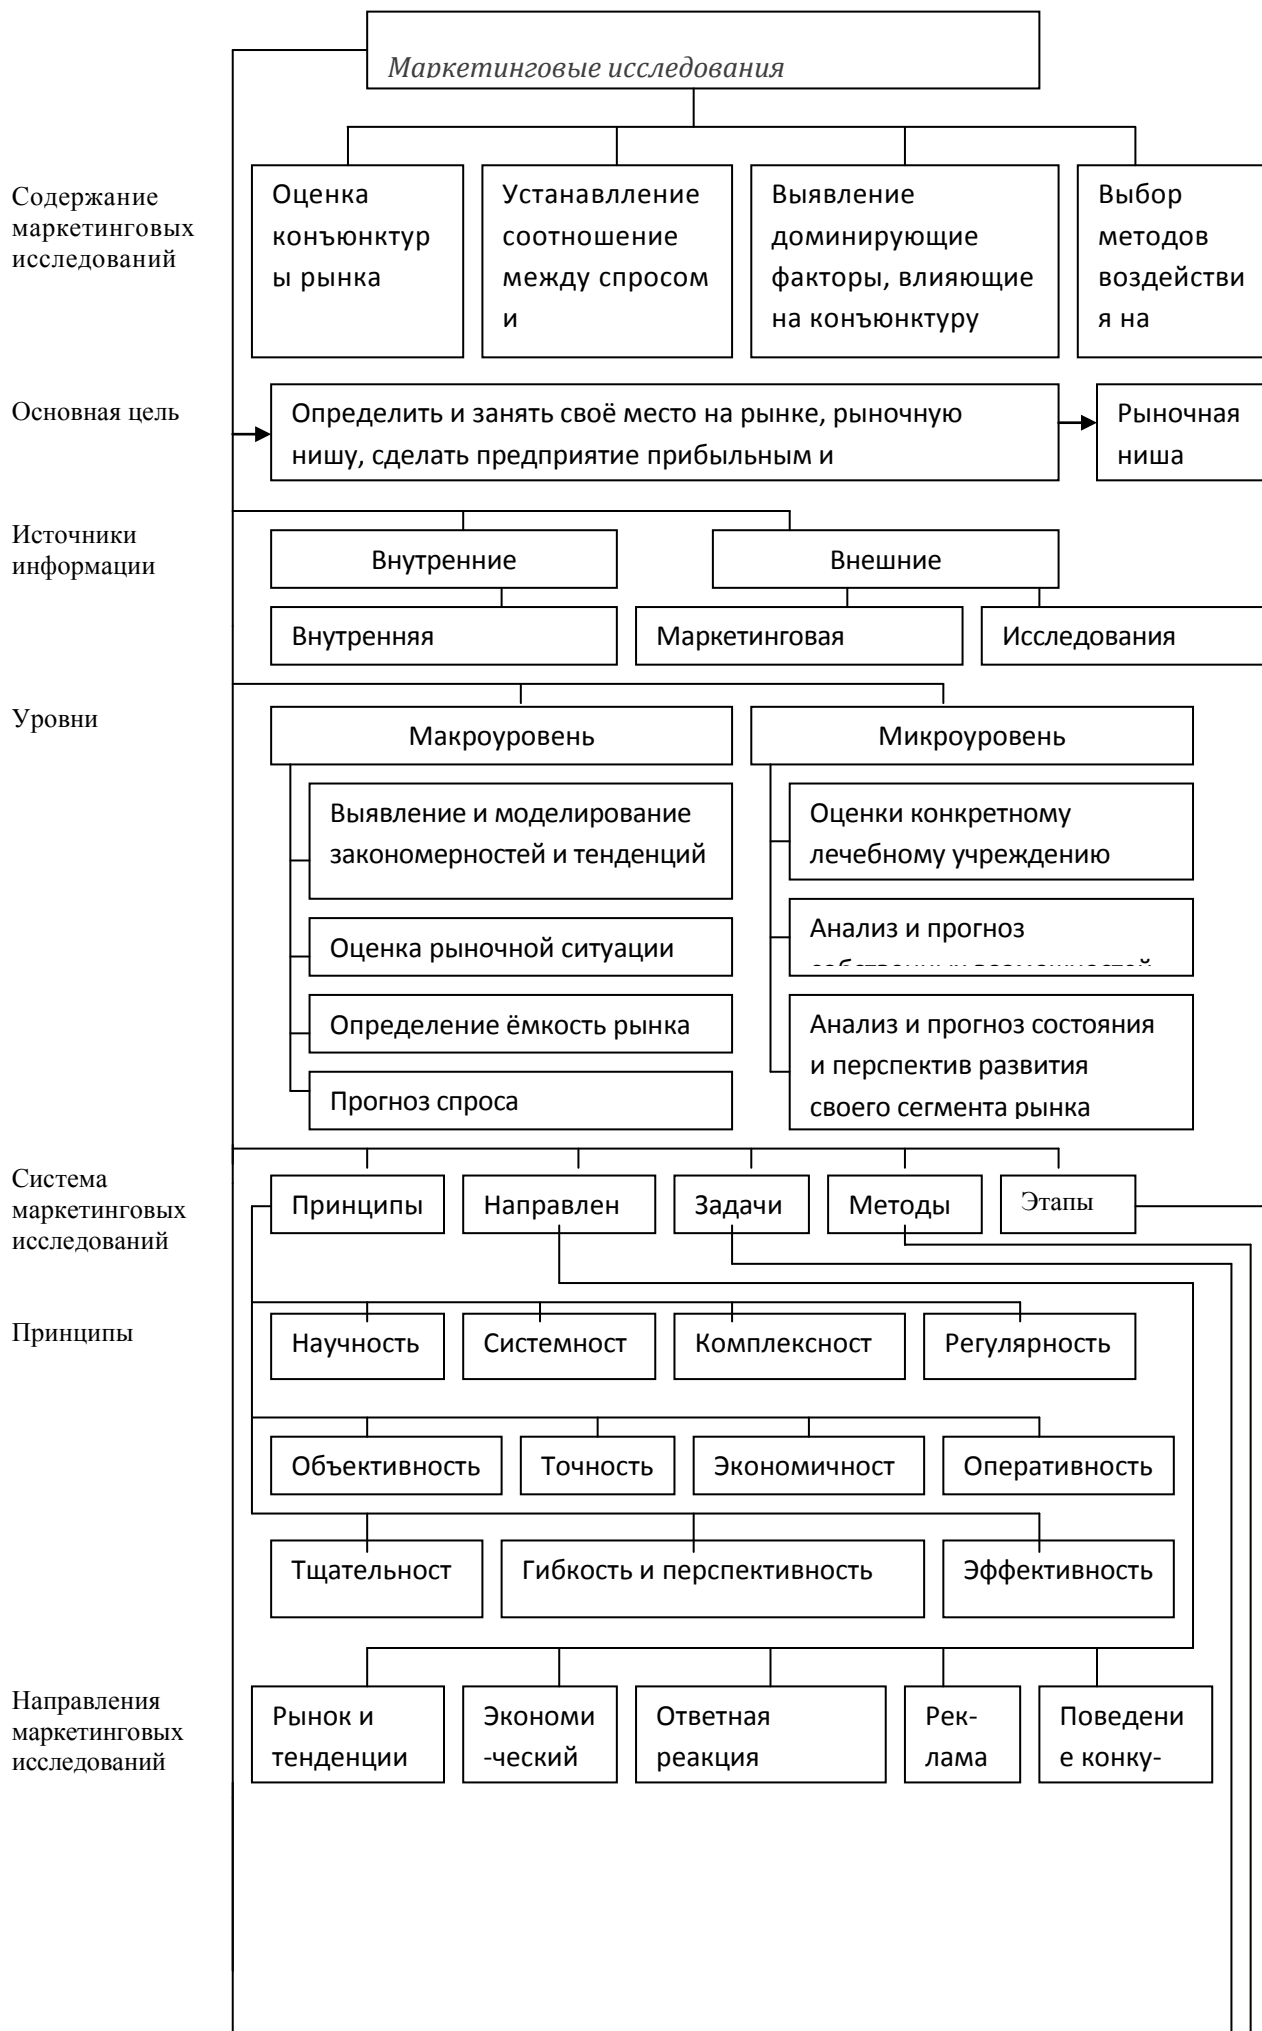 Маркетинговые исследования
Содержание
маркетинговых
исследований
Оценка
конъюнктур
ы рынка
Устанавлление
соотношение
между спросом
и
Выявление
доминирующие
факторы, влияющие
на конъюнктуру
Выбор
методов
воздействи
я на
Основная цель
Определить и занять своё место на рынке, рыночную
нишу, сделать предприятие прибыльным и
Рыночная
ниша
Источники
информации
Внутренние
Внешние
Внутренняя
Маркетинговая
Исследования
Уровни
Макроуровень
Микроуровень
Выявление и моделирование
закономерностей и тенденций
Оценка рыночной ситуации
Определение ёмкость рынка
Прогноз спроса
Оценки конкретному
лечебному учреждению
Анализ и прогноз
собственных возможностей
Анализ и прогноз состояния
и перспектив развития
своего сегмента рынка
Система
маркетинговых
исследований
Принципы
Направлен
Задачи
Методы
Этапы
Принципы
Научность
Системност
Комплексност
Регулярность
Объективность
Точность
Экономичност
Оперативность
Тщательност
Гибкость и перспективность
Эффективность
Направления
маркетинговых
исследований
Рынок и
тенденции
Экономи
-ческий
Ответная
реакция
Рек-
лама
Поведени
е конку-